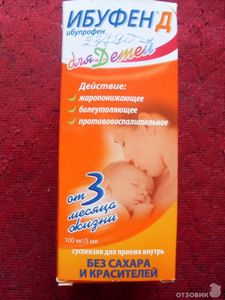 ИБУФЕН Д
ибупрофен
для Детей
Действие:
жаропонижающее
болеутоляющее
противовоспалительное
от 3 месяца жизни
100 мг/5 мл
суспензия для приема внутрь
БЕЗ САХАРА
И КРАСИТЕЛЕЙ
отзовик